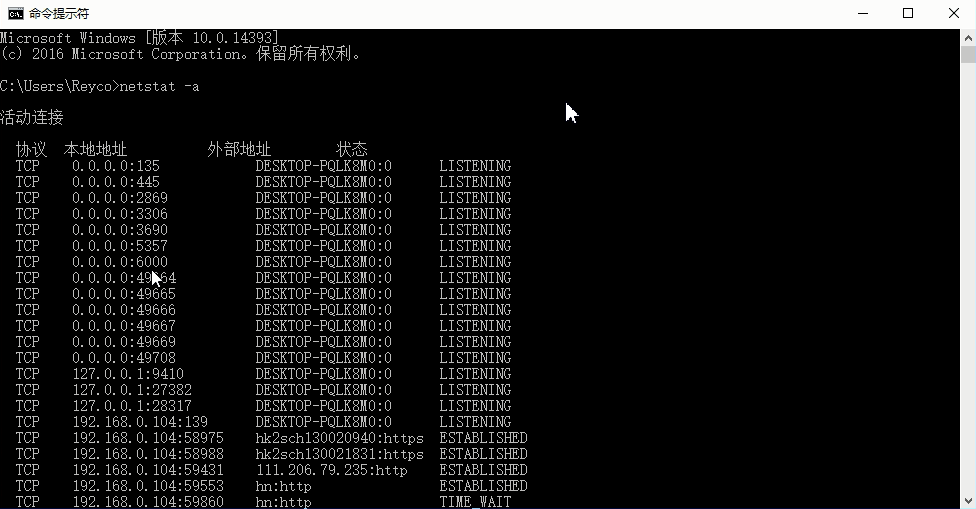 命令提示符
Microsoft Windows [版本 10.0.14393]
(c) 2016 Microsoft Corporation。保留所有权利。
C:\Users\Reyco>netstat -a
活动连接
协议 本地地址 外部地址 状态
TCP 0.0.0.0:135 DESKTOP-PQLK8M0:0 LISTENING
TCP 0.0.0.0:445 DESKTOP-PQLK8M0:0 LISTENING
TCP 0.0.0.0:2869 DESKTOP-PQLK8M0:0 LISTENING
TCP 0.0.0.0:3306 DESKTOP-PQLK8M0:0 LISTENING
TCP 0.0.0.0:3690 DESKTOP-PQLK8M0:0 LISTENING
TCP 0.0.0.0:5357 DESKTOP-PQLK8M0:0 LISTENING
TCP 0.0.0.0:6000 DESKTOP-PQLK8M0:0 LISTENING
TCP 0.0.0.0:49664 DESKTOP-PQLK8M0:0 LISTENING
TCP 0.0.0.0:49665 DESKTOP-PQLK8M0:0 LISTENING
TCP 0.0.0.0:49666 DESKTOP-PQLK8M0:0 LISTENING
TCP 0.0.0.0:49667 DESKTOP-PQLK8M0:0 LISTENING
TCP 0.0.0.0:49669 DESKTOP-PQLK8M0:0 LISTENING
TCP 0.0.0.0:49708 DESKTOP-PQLK8M0:0 LISTENING
TCP 127.0.0.1:9410 DESKTOP-PQLK8M0:0 LISTENING
TCP 127.0.0.1:27382 DESKTOP-PQLK8M0:0 LISTENING
TCP 127.0.0.1:28317 DESKTOP-PQLK8M0:0 LISTENING
TCP 192.168.0.104:139 DESKTOP-PQLK8M0:0 LISTENING
TCP 192.168.0.104:58975 hk2sch130020940:https ESTABLISHED
TCP 192.168.0.104:58988 hk2sch130021831:https ESTABLISHED
TCP 192.168.0.104:59431 111.206.79.235:http ESTABLISHED
TCP 192.168.0.104:59553 hn:http ESTABLISHED
TCP 192.168.0.104:59860 hn:http TIME_WAIT